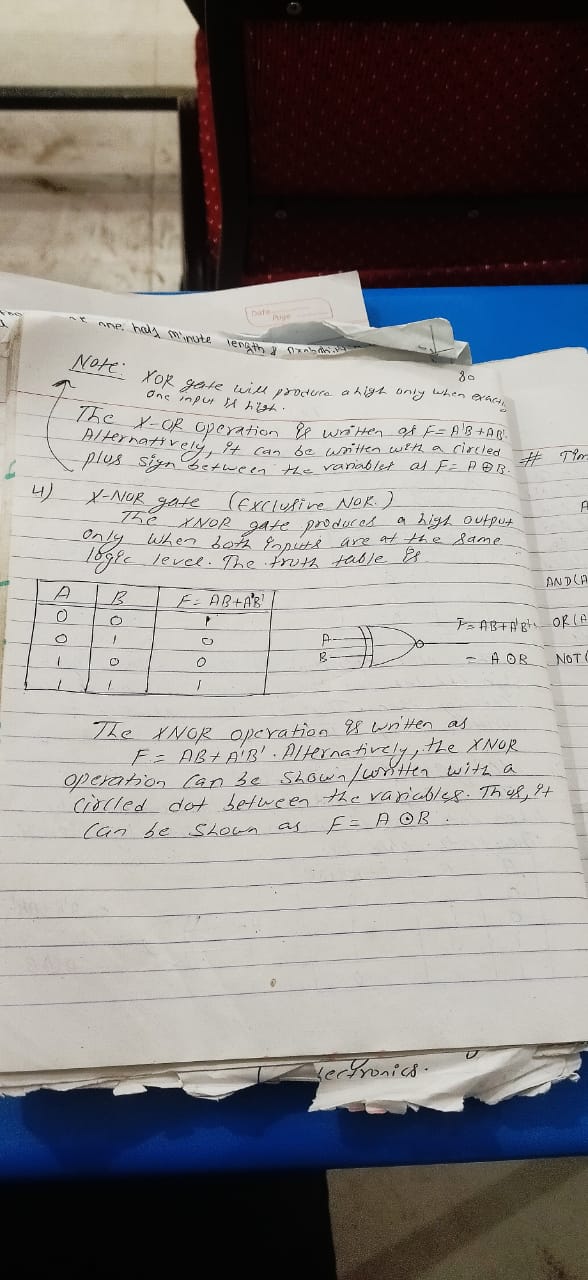 one, half minute length &
Date
Page
80
Note: XOR gate will produce a high only when exactly
one input is high.
The X-OR operation is written as F = A'B + AB'.
Alternatively, it can be written with a circled
plus sign between the variables as F = A ⊕ B.
4) X-NOR gate (Exclusive NOR.)
The XNOR gate produces a high output
only when both inputs are at the same
logic level. The truth table is
A B F = AB+A'B'
0 0 1
0 1 0
1 0 0
1 1 1
A
B
F = AB+A'B'
= A OR
The XNOR operation is written as
F = AB + A'B'. Alternatively, the XNOR
operation can be shown/written with a
circled dot between the variables. Thus, it
can be shown as F = A ⊙ B.
#
AND(A
OR(A
NOT(
lectronics.